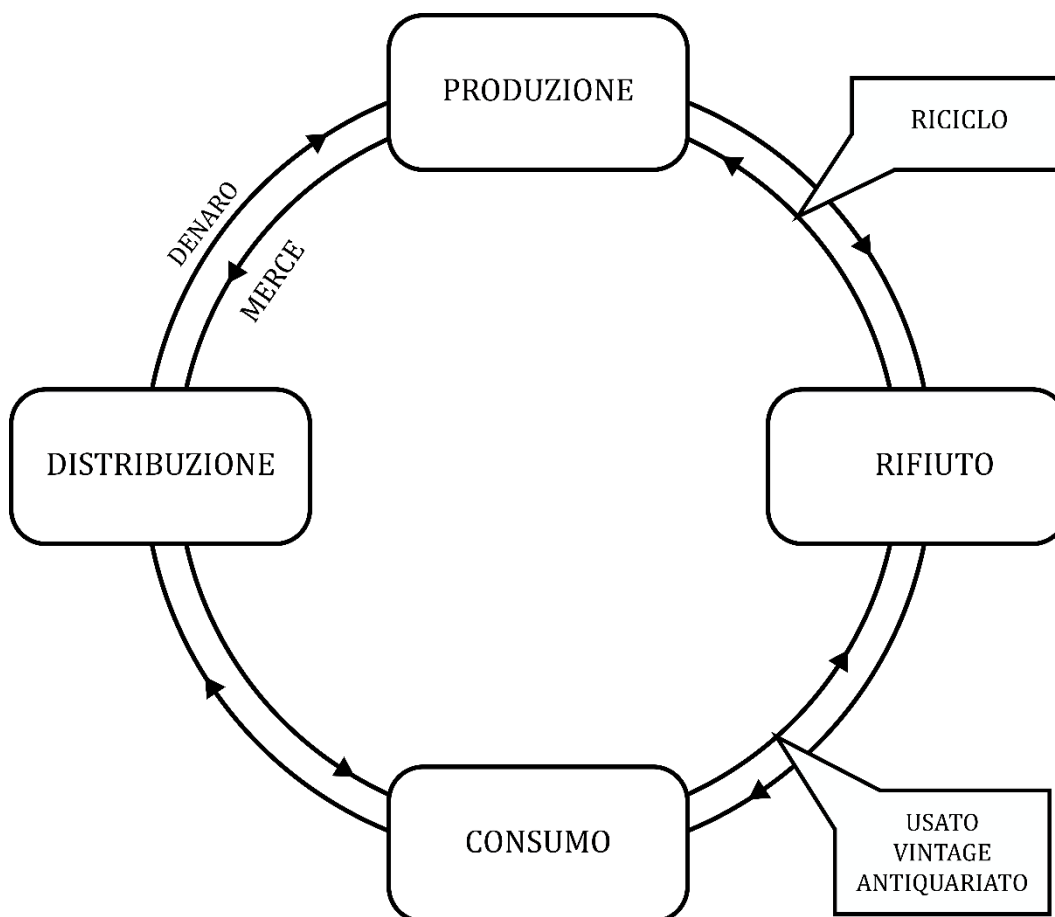 PRODUZIONE
RICICLO
DENARO
MERCE
DISTRIBUZIONE
RIFIUTO
CONSUMO
USATO
VINTAGE
ANTIQUARIATO